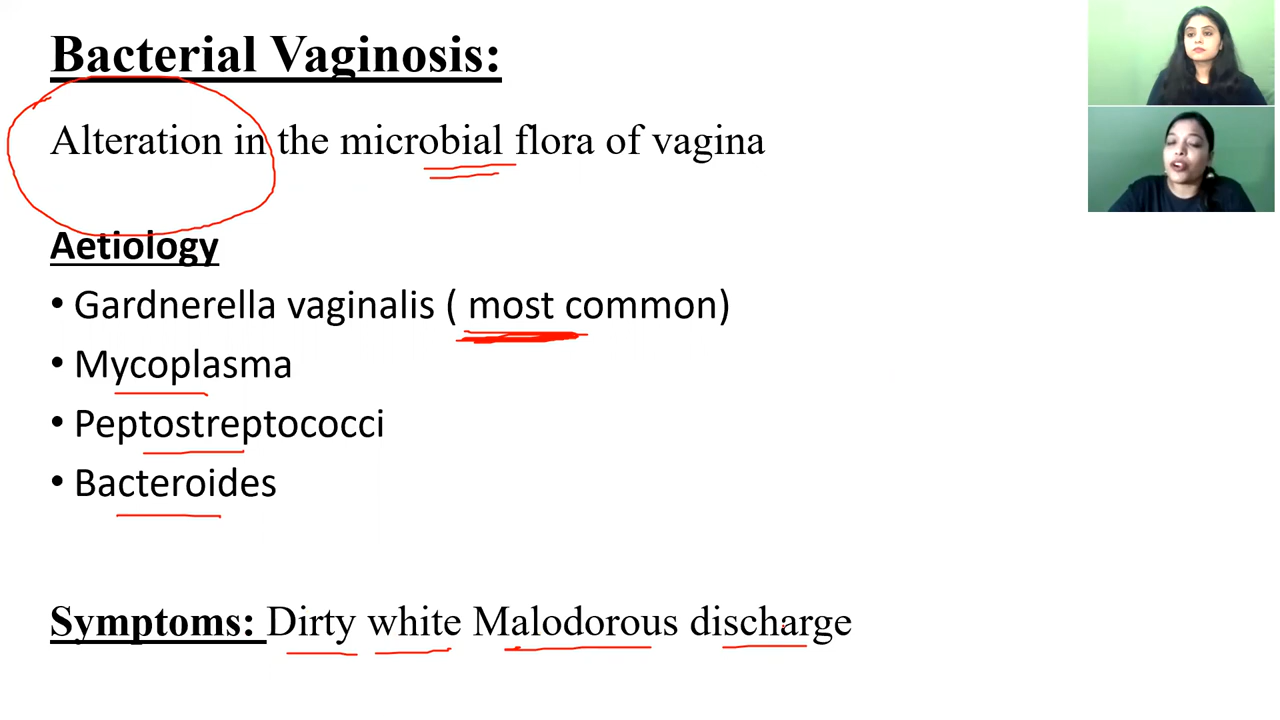 Bacterial Vaginosis:
Alteration in the microbial flora of vagina
Aetiology
• Gardnerella vaginalis ( most common)
• Mycoplasma
• Peptostreptococci
• Bacteroides
Symptoms: Dirty white Malodorous discharge